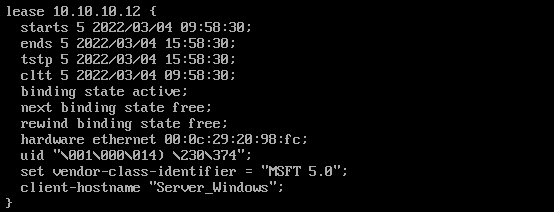 lease 10.10.10.12 {
  starts 5 2022/03/04 09:58:30;
  ends 5 2022/03/04 15:58:30;
  tstp 5 2022/03/04 15:58:30;
  cltt 5 2022/03/04 09:58:30;
  binding state active;
  next binding state free;
  rewind binding state free;
  hardware ethernet 00:0c:29:20:98:fc;
  uid "\001\000\014) \230\374";
  set vendor-class-identifier = "MSFT 5.0";
  client-hostname "Server_Windows";
}